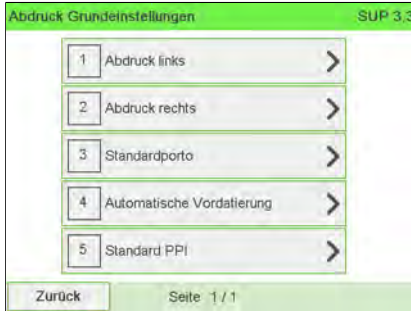 Abdruck Grundeinstellungen SUP 3.3
1 Abdruck links
2 Abdruck rechts
3 Standardporto
4 Automatische Vordatierung
5 Standard PPI
Zurück Seite 1 / 1